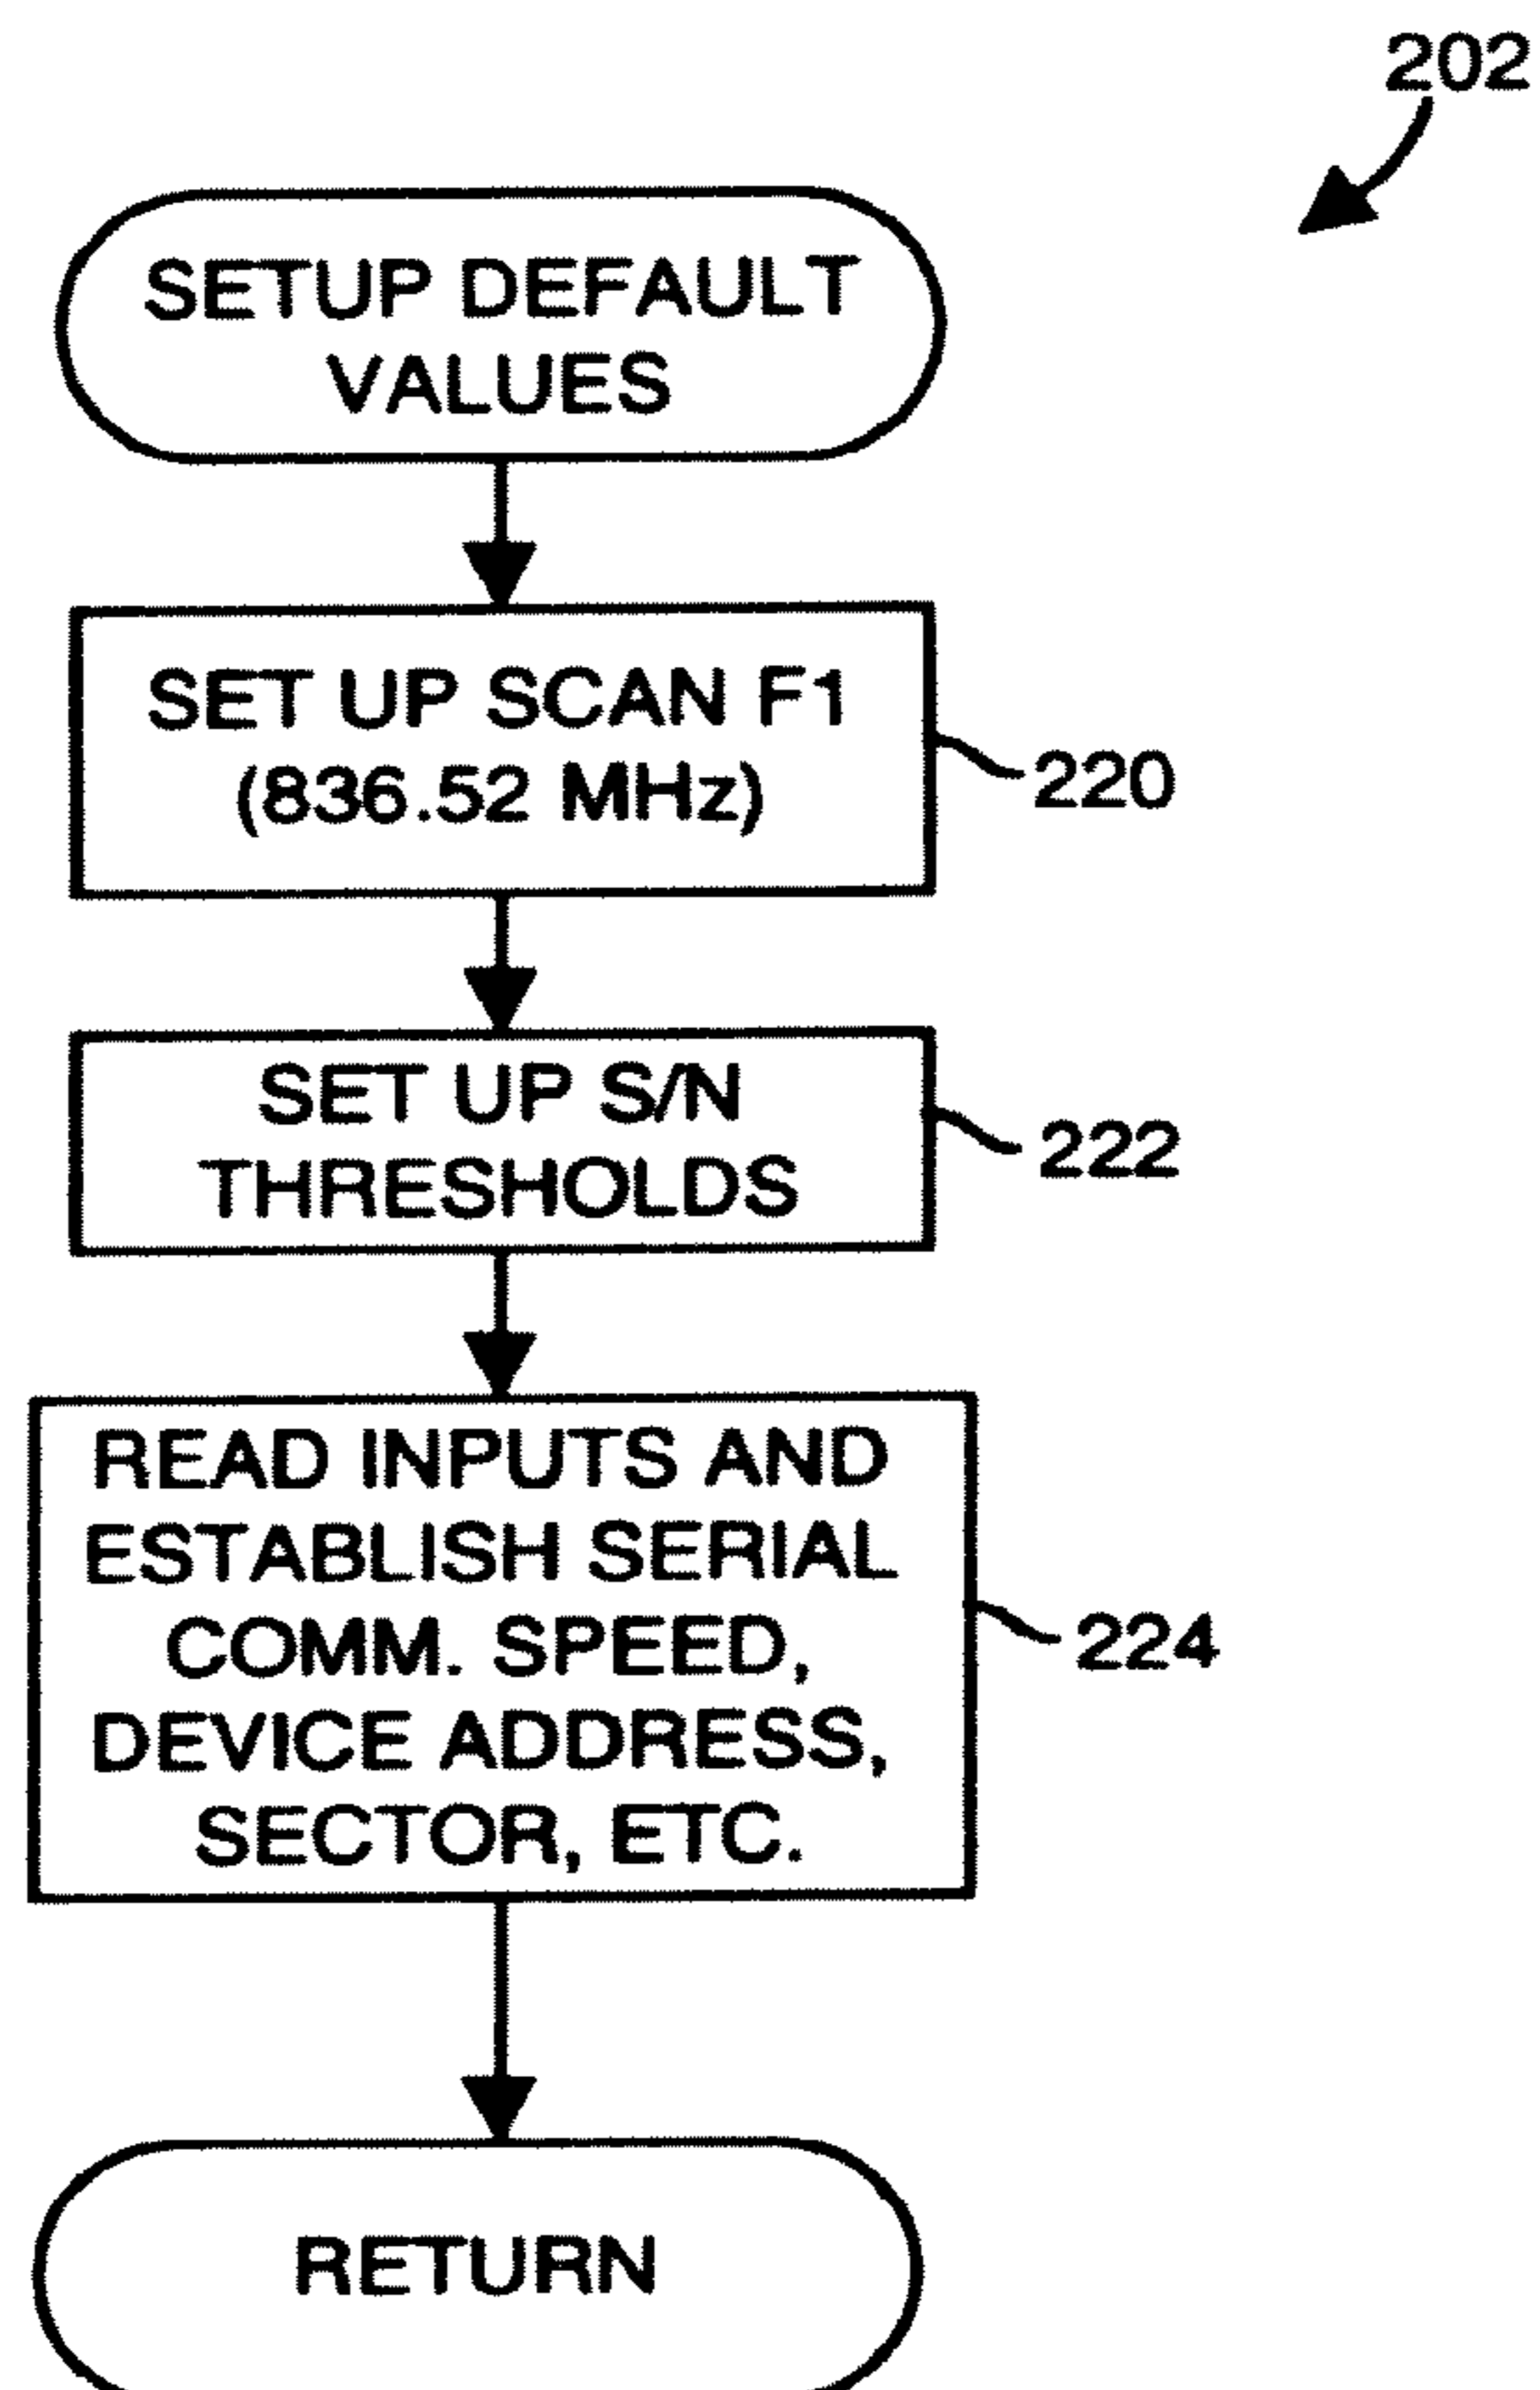 202
SETUP DEFAULT
VALUES
SET UP SCAN F1
(836.52 MHz)
220
SET UP S/N
THRESHOLDS
222
READ INPUTS AND
ESTABLISH SERIAL
COMM. SPEED,
DEVICE ADDRESS,
SECTOR, ETC.
224
RETURN